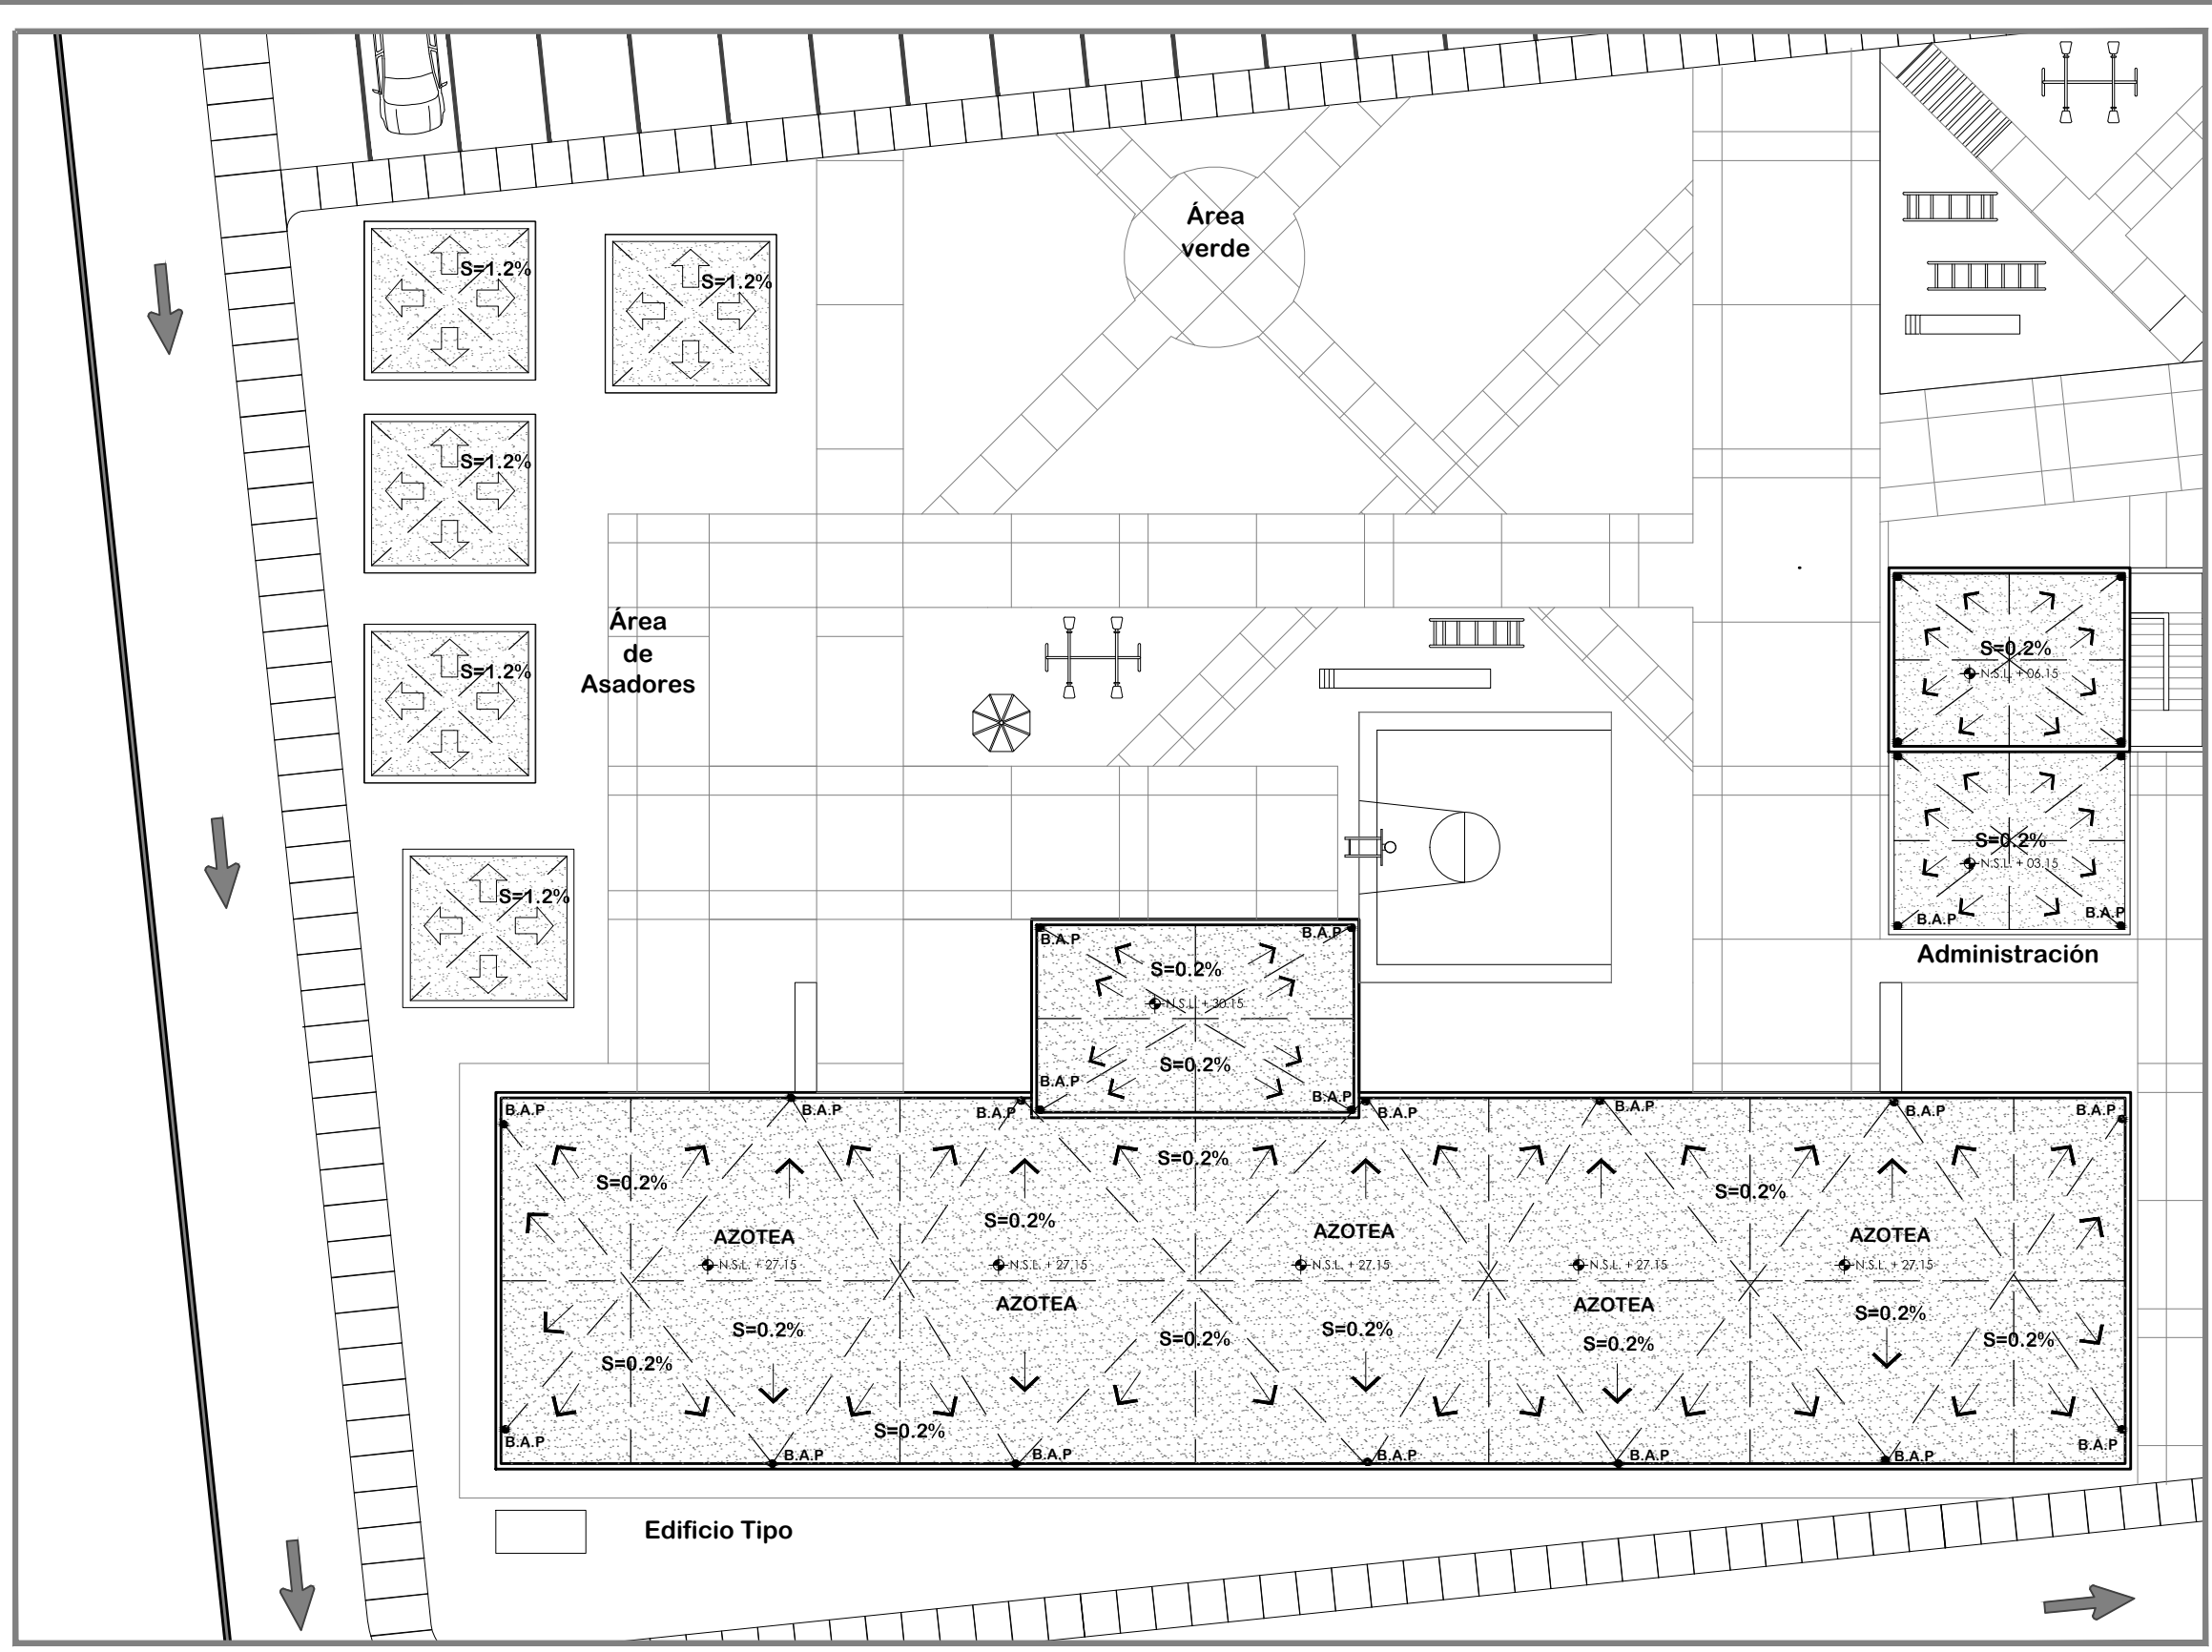 Área
verde
S=1.2%
S=1.2%
S=1.2%
S=1.2%
S=1.2%
Área
de
Asadores
S=0.2%
N.S.L. + 06.15
S=0.2%
N.S.L. + 03.15
B.A.P
B.A.P
Administración
B.A.P
B.A.P
S=0.2%
N.S.L. + 30.15
S=0.2%
B.A.P
B.A.P
B.A.P
B.A.P
B.A.P
B.A.P
B.A.P
B.A.P
B.A.P
S=0.2%
S=0.2%
S=0.2%
S=0.2%
AZOTEA
AZOTEA
AZOTEA
N.S.L. + 27.15
N.S.L. + 27.15
N.S.L. + 27.15
N.S.L. + 27.15
N.S.L. + 27.15
AZOTEA
AZOTEA
S=0.2%
S=0.2%
S=0.2%
S=0.2%
S=0.2%
S=0.2%
S=0.2%
S=0.2%
B.A.P
B.A.P
B.A.P
B.A.P
B.A.P
B.A.P
B.A.P
Edificio Tipo